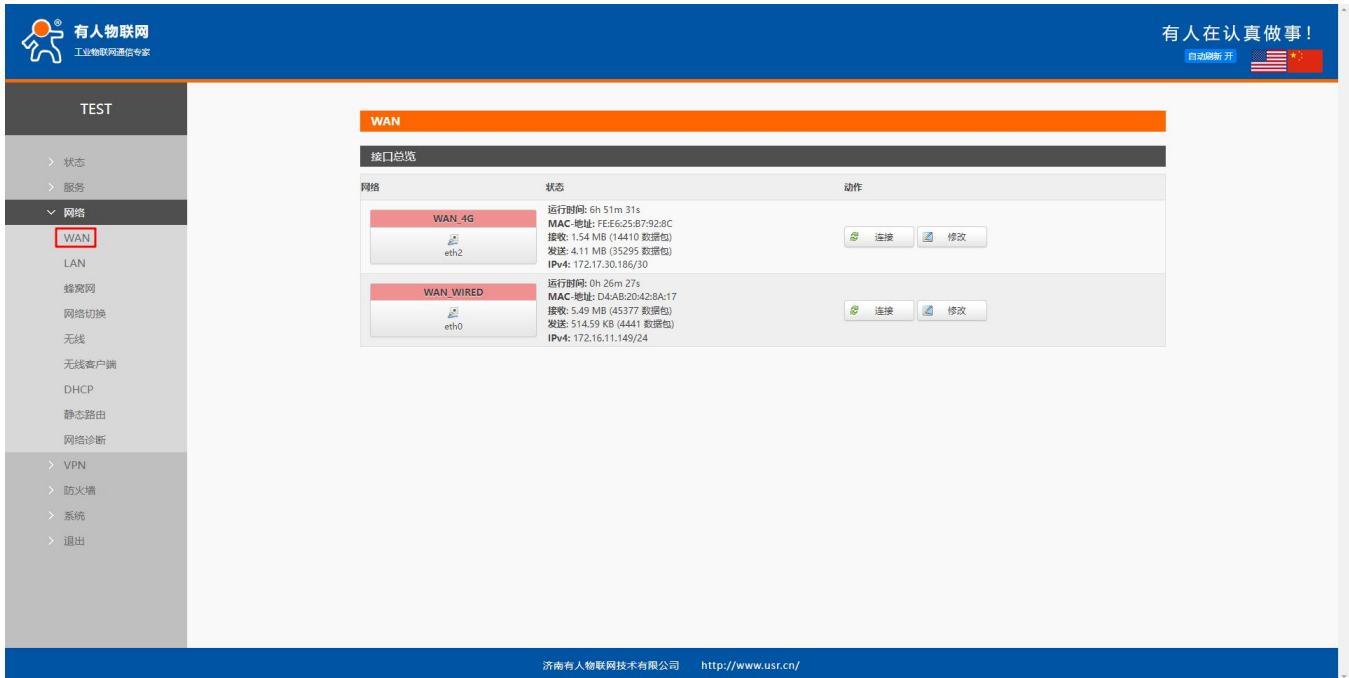 有人物联网
工业物联网通信专家
有人在认真做事！
自动刷新 开
TEST
状态
服务
网络
WAN
LAN
蜂窝网
网络切换
无线
无线客户端
DHCP
静态路由
网络诊断
VPN
防火墙
系统
退出
WAN
接口总览
网络 状态 动作
WAN_4G
eth2
运行时间: 6h 51m 31s
MAC-地址: FE:E6:25:B7:92:8C
接收: 1.54 MB (14410 数据包)
发送: 4.11 MB (35295 数据包)
IPv4: 172.17.30.186/30
连接 修改
WAN_WIRED
eth0
运行时间: 0h 26m 27s
MAC-地址: D4:AB:20:42:8A:17
接收: 5.49 MB (45377 数据包)
发送: 514.59 KB (4441 数据包)
IPv4: 172.16.11.149/24
连接 修改
济南有人物联网技术有限公司 http://www.usr.cn/